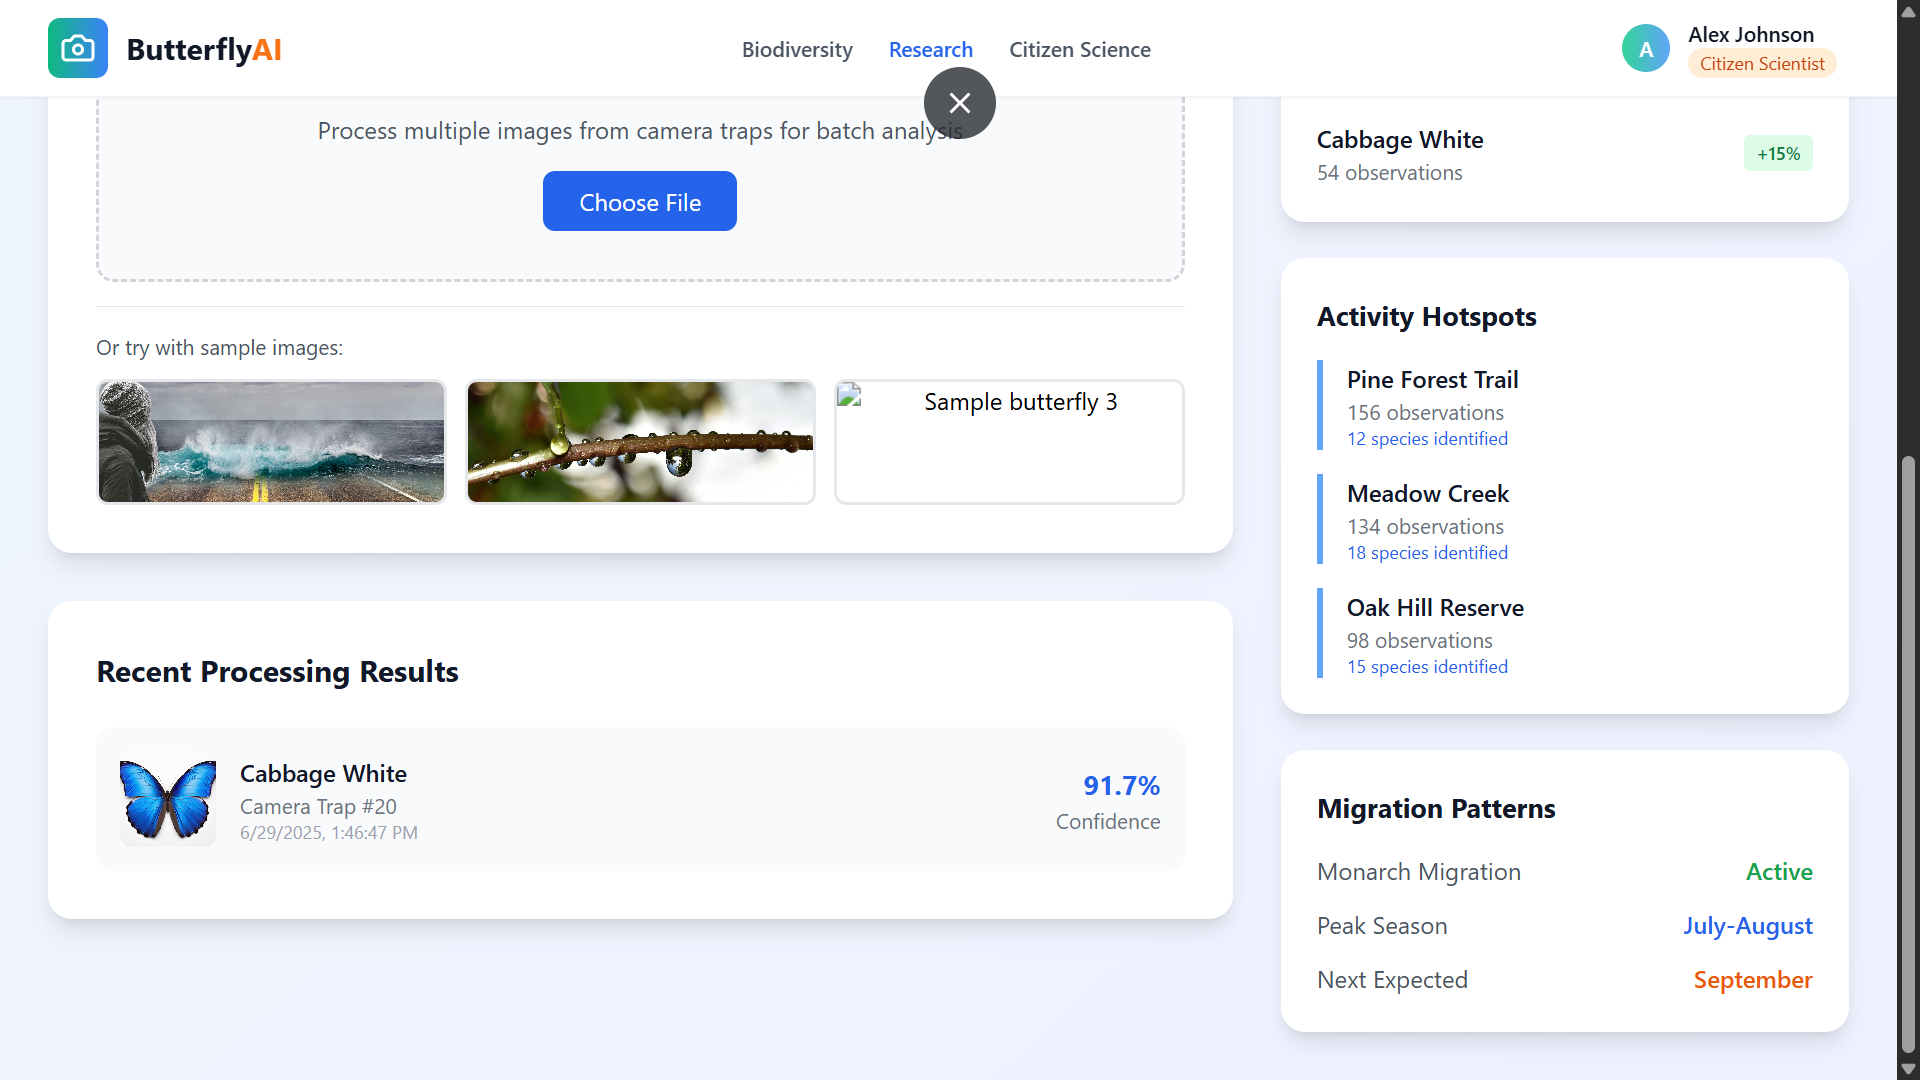 ButterflyAI
Biodiversity
Research
Citizen Science
A
Alex Johnson
Citizen Scientist
Process multiple images from camera traps for batch analysis
Choose File
Or try with sample images:
Sample butterfly 3
Recent Processing Results
Cabbage White
Camera Trap #20
6/29/2025, 1:46:47 PM
91.7%
Confidence
Cabbage White
54 observations
+15%
Activity Hotspots
Pine Forest Trail
156 observations
12 species identified
Meadow Creek
134 observations
18 species identified
Oak Hill Reserve
98 observations
15 species identified
Migration Patterns
Monarch Migration
Active
Peak Season
July-August
Next Expected
September